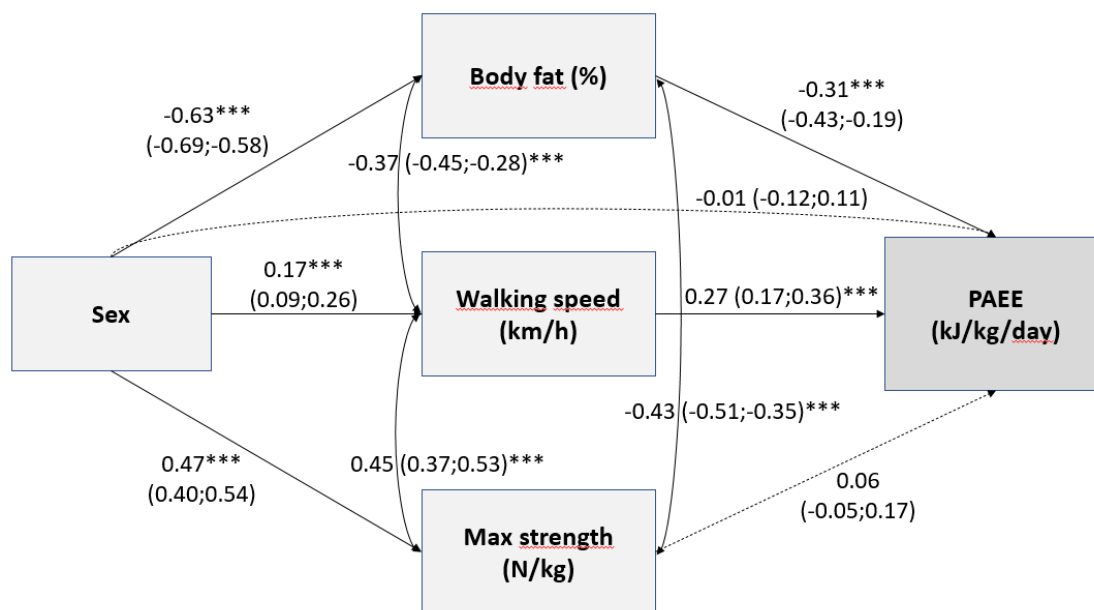 Body fat (%)
-0.63***
(-0.69;-0.58)
-0.31***
(-0.43;-0.19)
-0.37 (-0.45;-0.28)***
-0.01 (-0.12;0.11)
Sex
0.17***
(0.09;0.26)
Walking speed
(km/h)
0.27 (0.17;0.36)***
PAEE
(kJ/kg/day)
-0.43 (-0.51;-0.35)***
0.47***
(0.40;0.54)
0.45 (0.37;0.53)***
0.06
(-0.05;0.17)
Max strength
(N/kg)